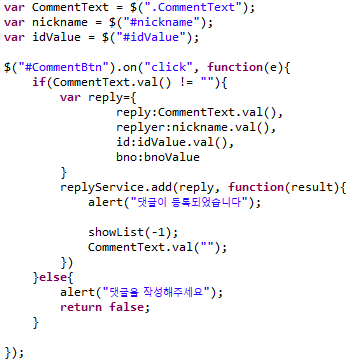 var CommentText = $(".CommentText");
var nickname = $("#nickname");
var idValue = $("#idValue");

$("#CommentBtn").on("click", function(e){
    if(CommentText.val() != ""){
        var reply={
                reply:CommentText.val(),
                replyer:nickname.val(),
                id:idValue.val(),
                bno:bnoValue
        }
        replyService.add(reply, function(result){
            alert("댓글이 등록되었습니다");

            showList(-1);
            CommentText.val("");
        })
    }else{
        alert("댓글을 작성해주세요");
        return false;
    }

});